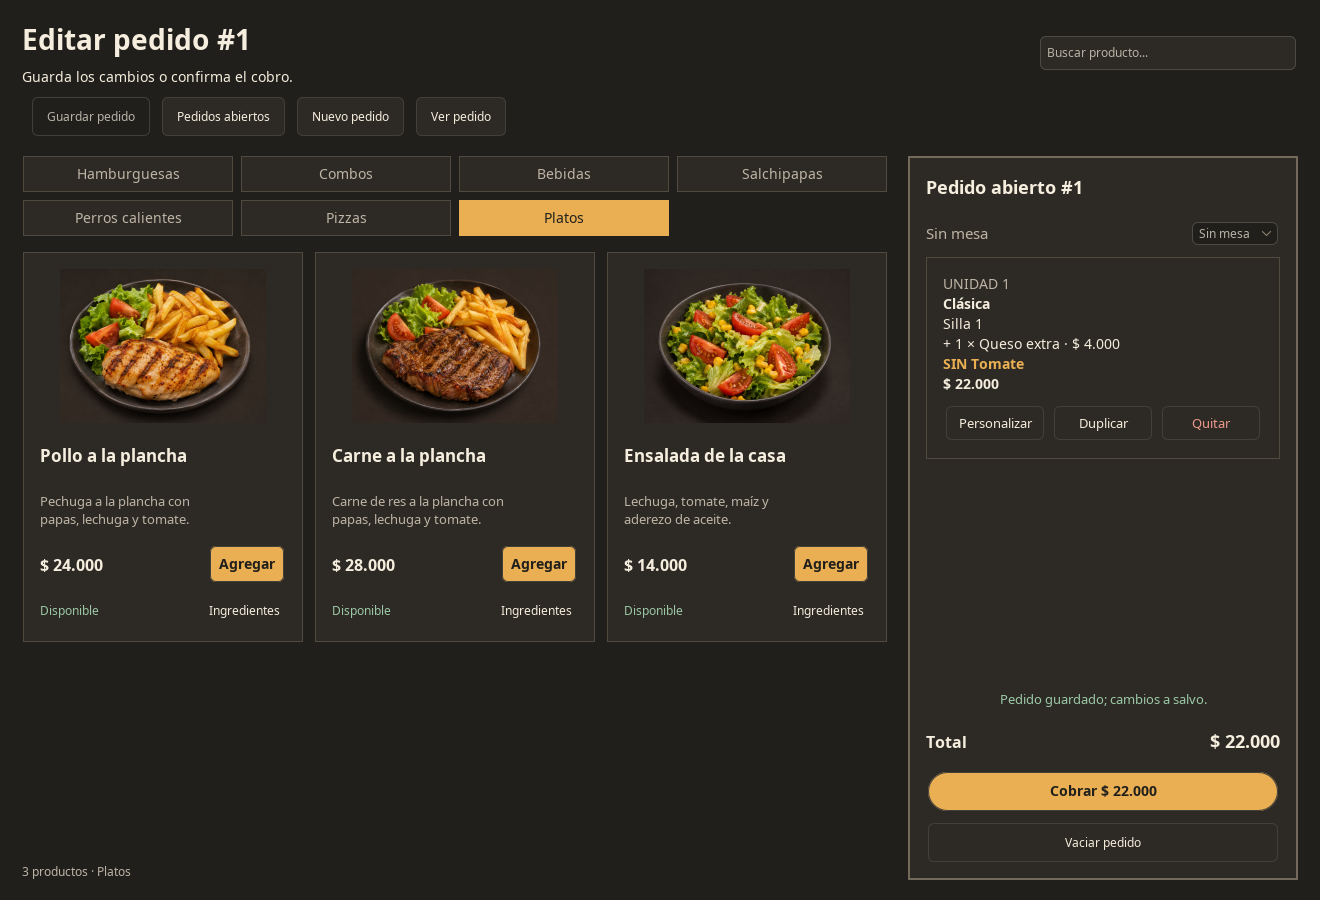 Editar pedido #1
Guarda los cambios o confirma el cobro.
Buscar producto...
Guardar pedido
Pedidos abiertos
Nuevo pedido
Ver pedido
Hamburguesas
Combos
Bebidas
Salchipapas
Perros calientes
Pizzas
Platos
Pollo a la plancha
Pechuga a la plancha con
papas, lechuga y tomate.
$ 24.000
Agregar
Disponible
Ingredientes
Carne a la plancha
Carne de res a la plancha con
papas, lechuga y tomate.
$ 28.000
Agregar
Disponible
Ingredientes
Ensalada de la casa
Lechuga, tomate, maíz y
aderezo de aceite.
$ 14.000
Agregar
Disponible
Ingredientes
3 productos · Platos
Pedido abierto #1
Sin mesa
Sin mesa
UNIDAD 1
Clásica
Silla 1
+ 1 × Queso extra · $ 4.000
SIN Tomate
$ 22.000
Personalizar
Duplicar
Quitar
Pedido guardado; cambios a salvo.
Total
$ 22.000
Cobrar $ 22.000
Vaciar pedido